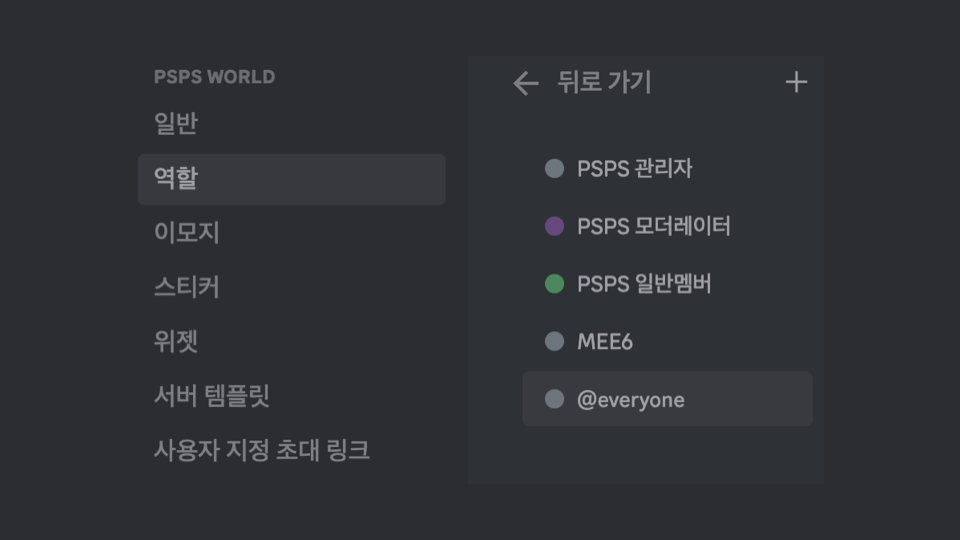 PSPS WORLD
일반
역할
이모지
스티커
위젯
서버 템플릿
사용자 지정 초대 링크
← 뒤로 가기 +
PSPS 관리자
PSPS 모더레이터
PSPS 일반멤버
MEE6
@everyone